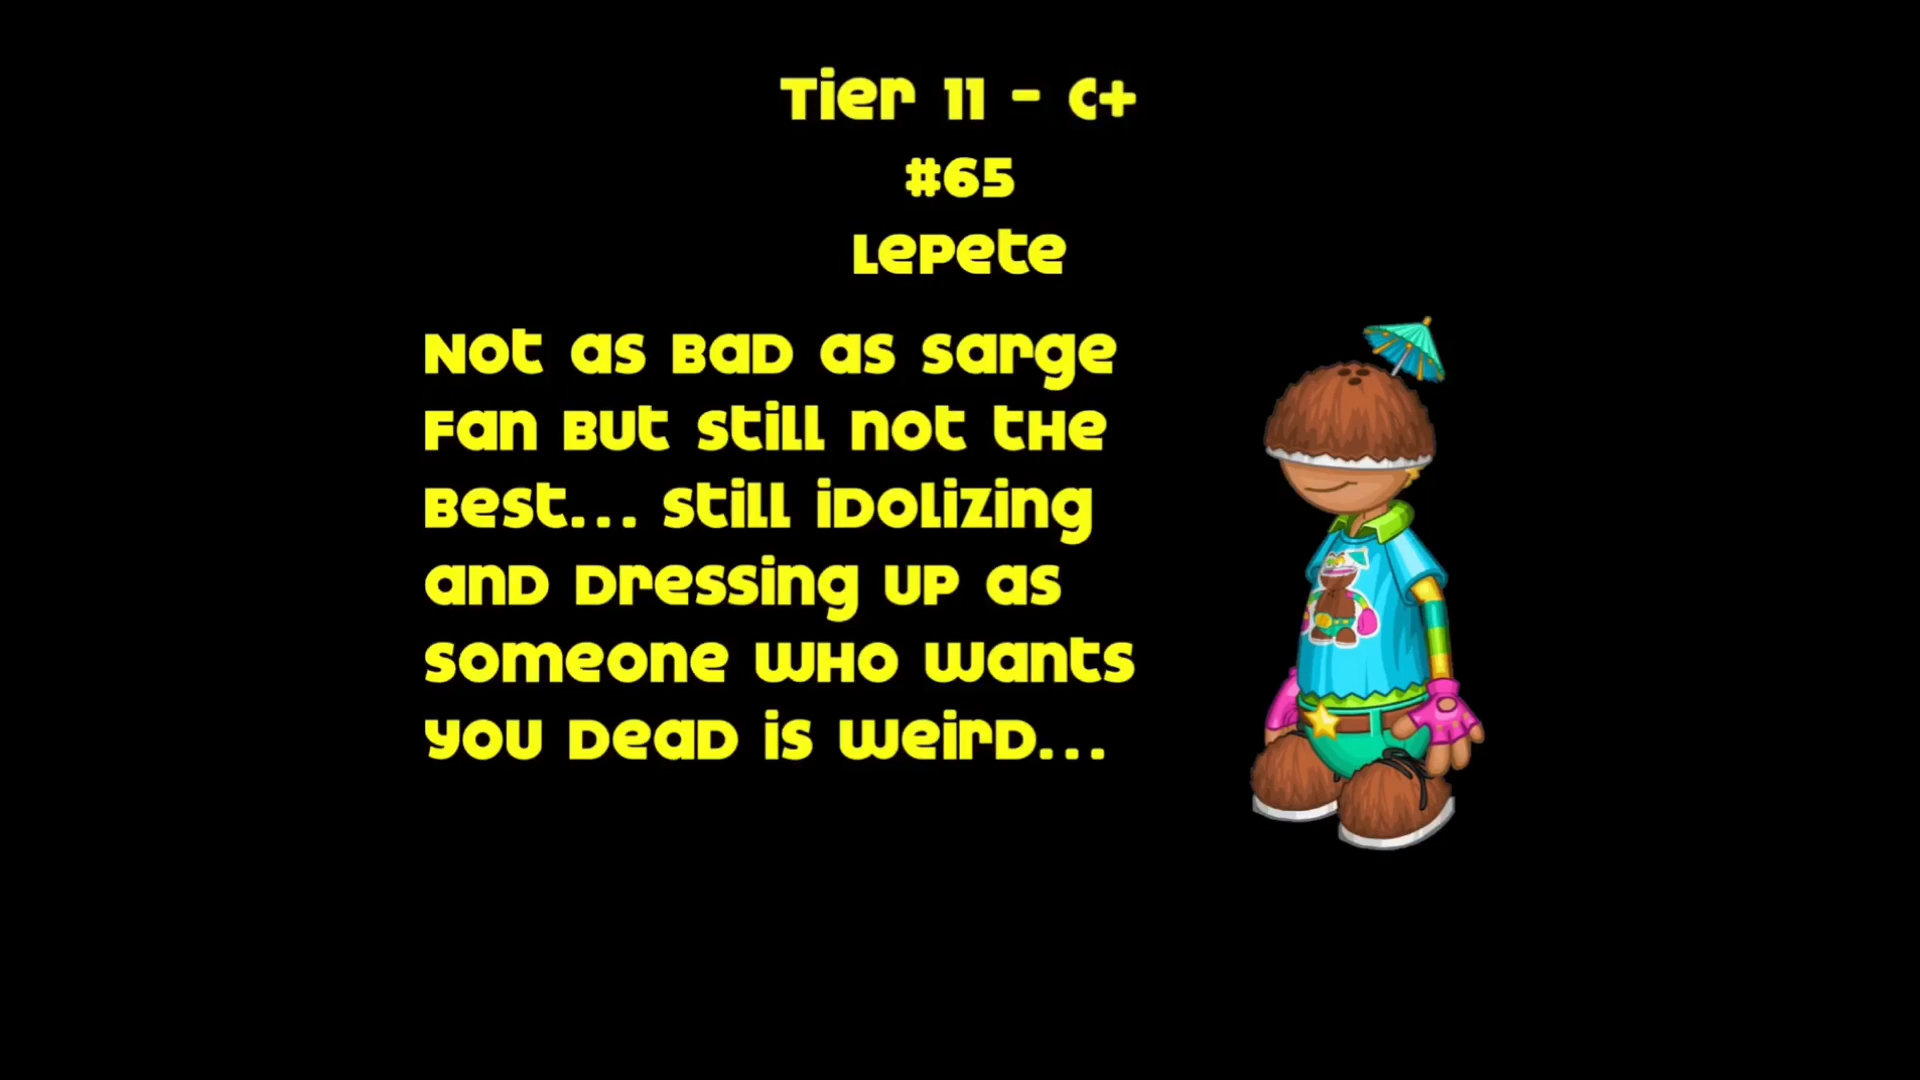 Tier 11 - C+
#65
LePete
Not as bad as Sarge
Fan but still not the
best... Still idolizing
and dressing up as
someone who wants
you dead is weird...